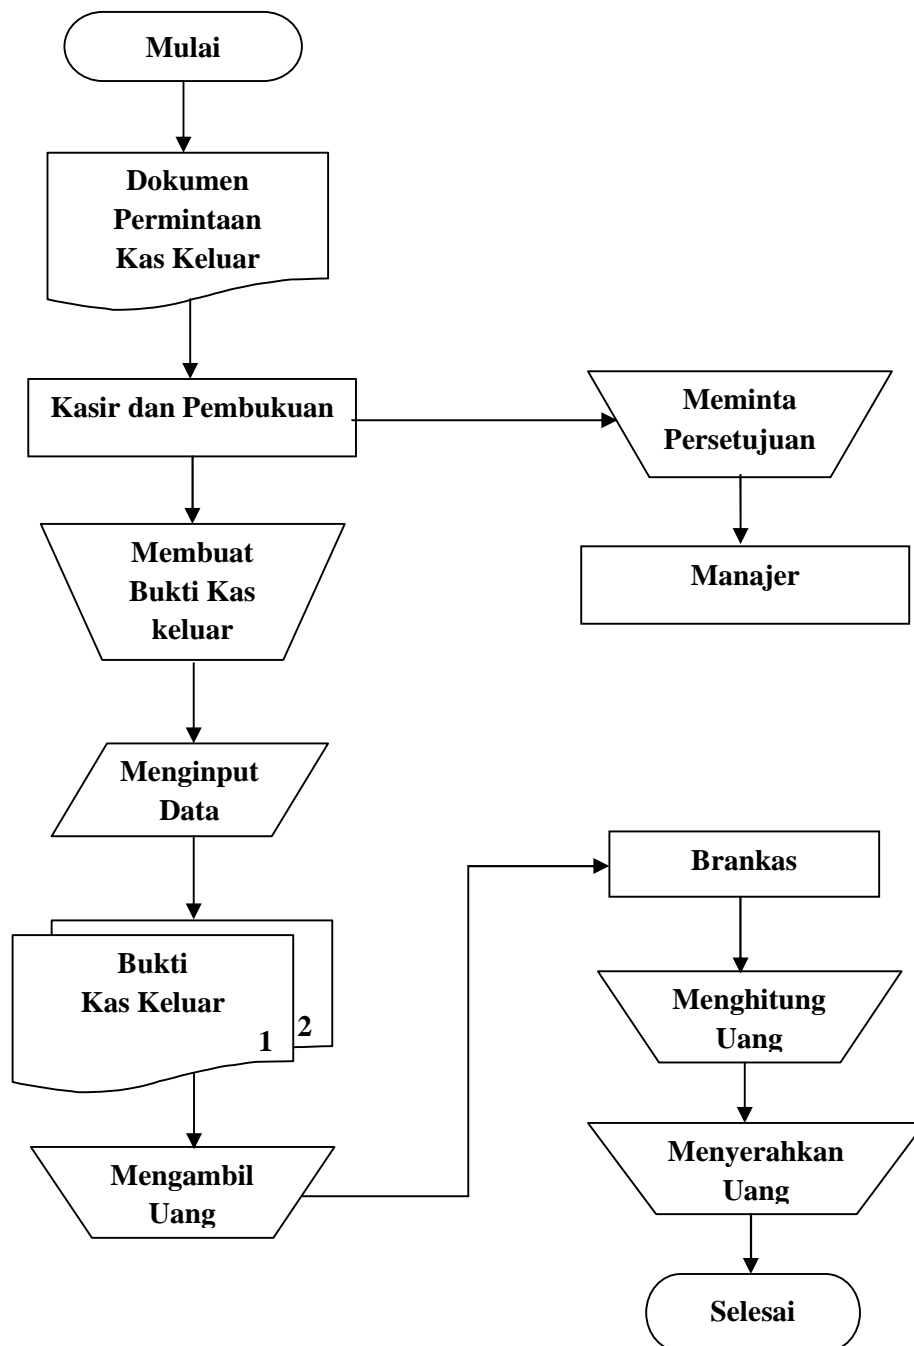 Mulai
Dokumen
Permintaan
Kas Keluar
Kasir dan Pembukuan
Meminta
Persetujuan
Membuat
Bukti Kas
keluar
Manajer
Menginput
Data
Bukti
Kas Keluar
1
2
Mengambil
Uang
Brankas
Menghitung
Uang
Menyerahkan
Uang
Selesai